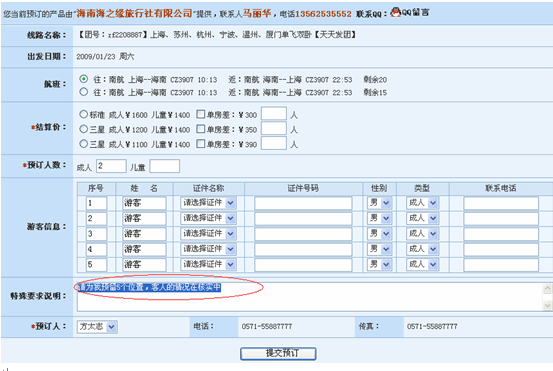 您当前预订的产品由"海南海之缘旅行社有限公司"提供，联系人马丽华，电话13562535552 联系QQ：QQ留言
线路名称： 【团号：zf2208887】上海、苏州、杭州、宁波、温州、厦门单飞双卧【天天发团】
出发日期： 2009/01/23 周六
航班： 往：南航 上海--海南 CZ3907 10:13 返：南航 海南--上海 CZ3907 22:53 剩余20
往：南航 上海--海南 CZ3907 10:13 返：南航 海南--上海 CZ3907 22:53 剩余15
*结算价： 标准 成人￥1600 儿童￥1400 单房差：￥300 人
三星 成人￥1200 儿童￥1400 单房差：￥350 人
三星 成人￥1100 儿童￥1400 单房差：￥390 人
*预订人数： 成人 2 儿童
游客信息：
序号 姓 名 证件名称 证件号码 性别 类型 联系电话
1 游客 请选择证件 男 成人
2 游客 请选择证件 男 成人
3 游客 请选择证件 男 成人
4 游客 请选择证件 男 成人
5 游客 请选择证件 男 成人
特殊要求说明： 请为我预留5个位置，客人的情况在核实中
*预订人： 方太志 电话： 0571-55887777 传真： 0571-55887777
提交预订